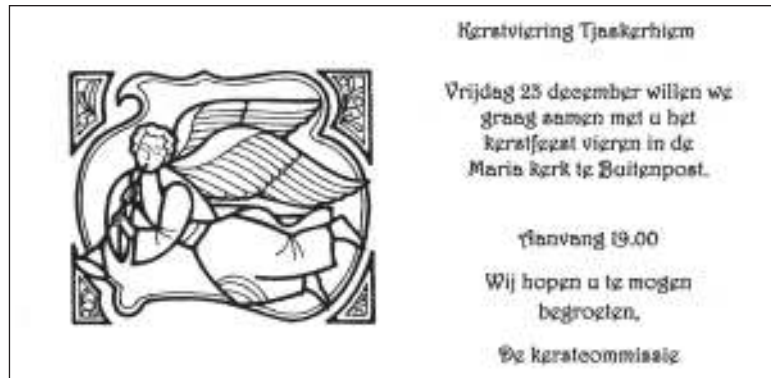 Kerstviering Tjaskerhiem
Vrijdag 23 december willen we
graag samen met u het
kerstfeest vieren in de
Maria kerk te Buitenpost.
Aanvang 19.00
Wij hopen u te mogen
begroeten,
De kerstcommissie